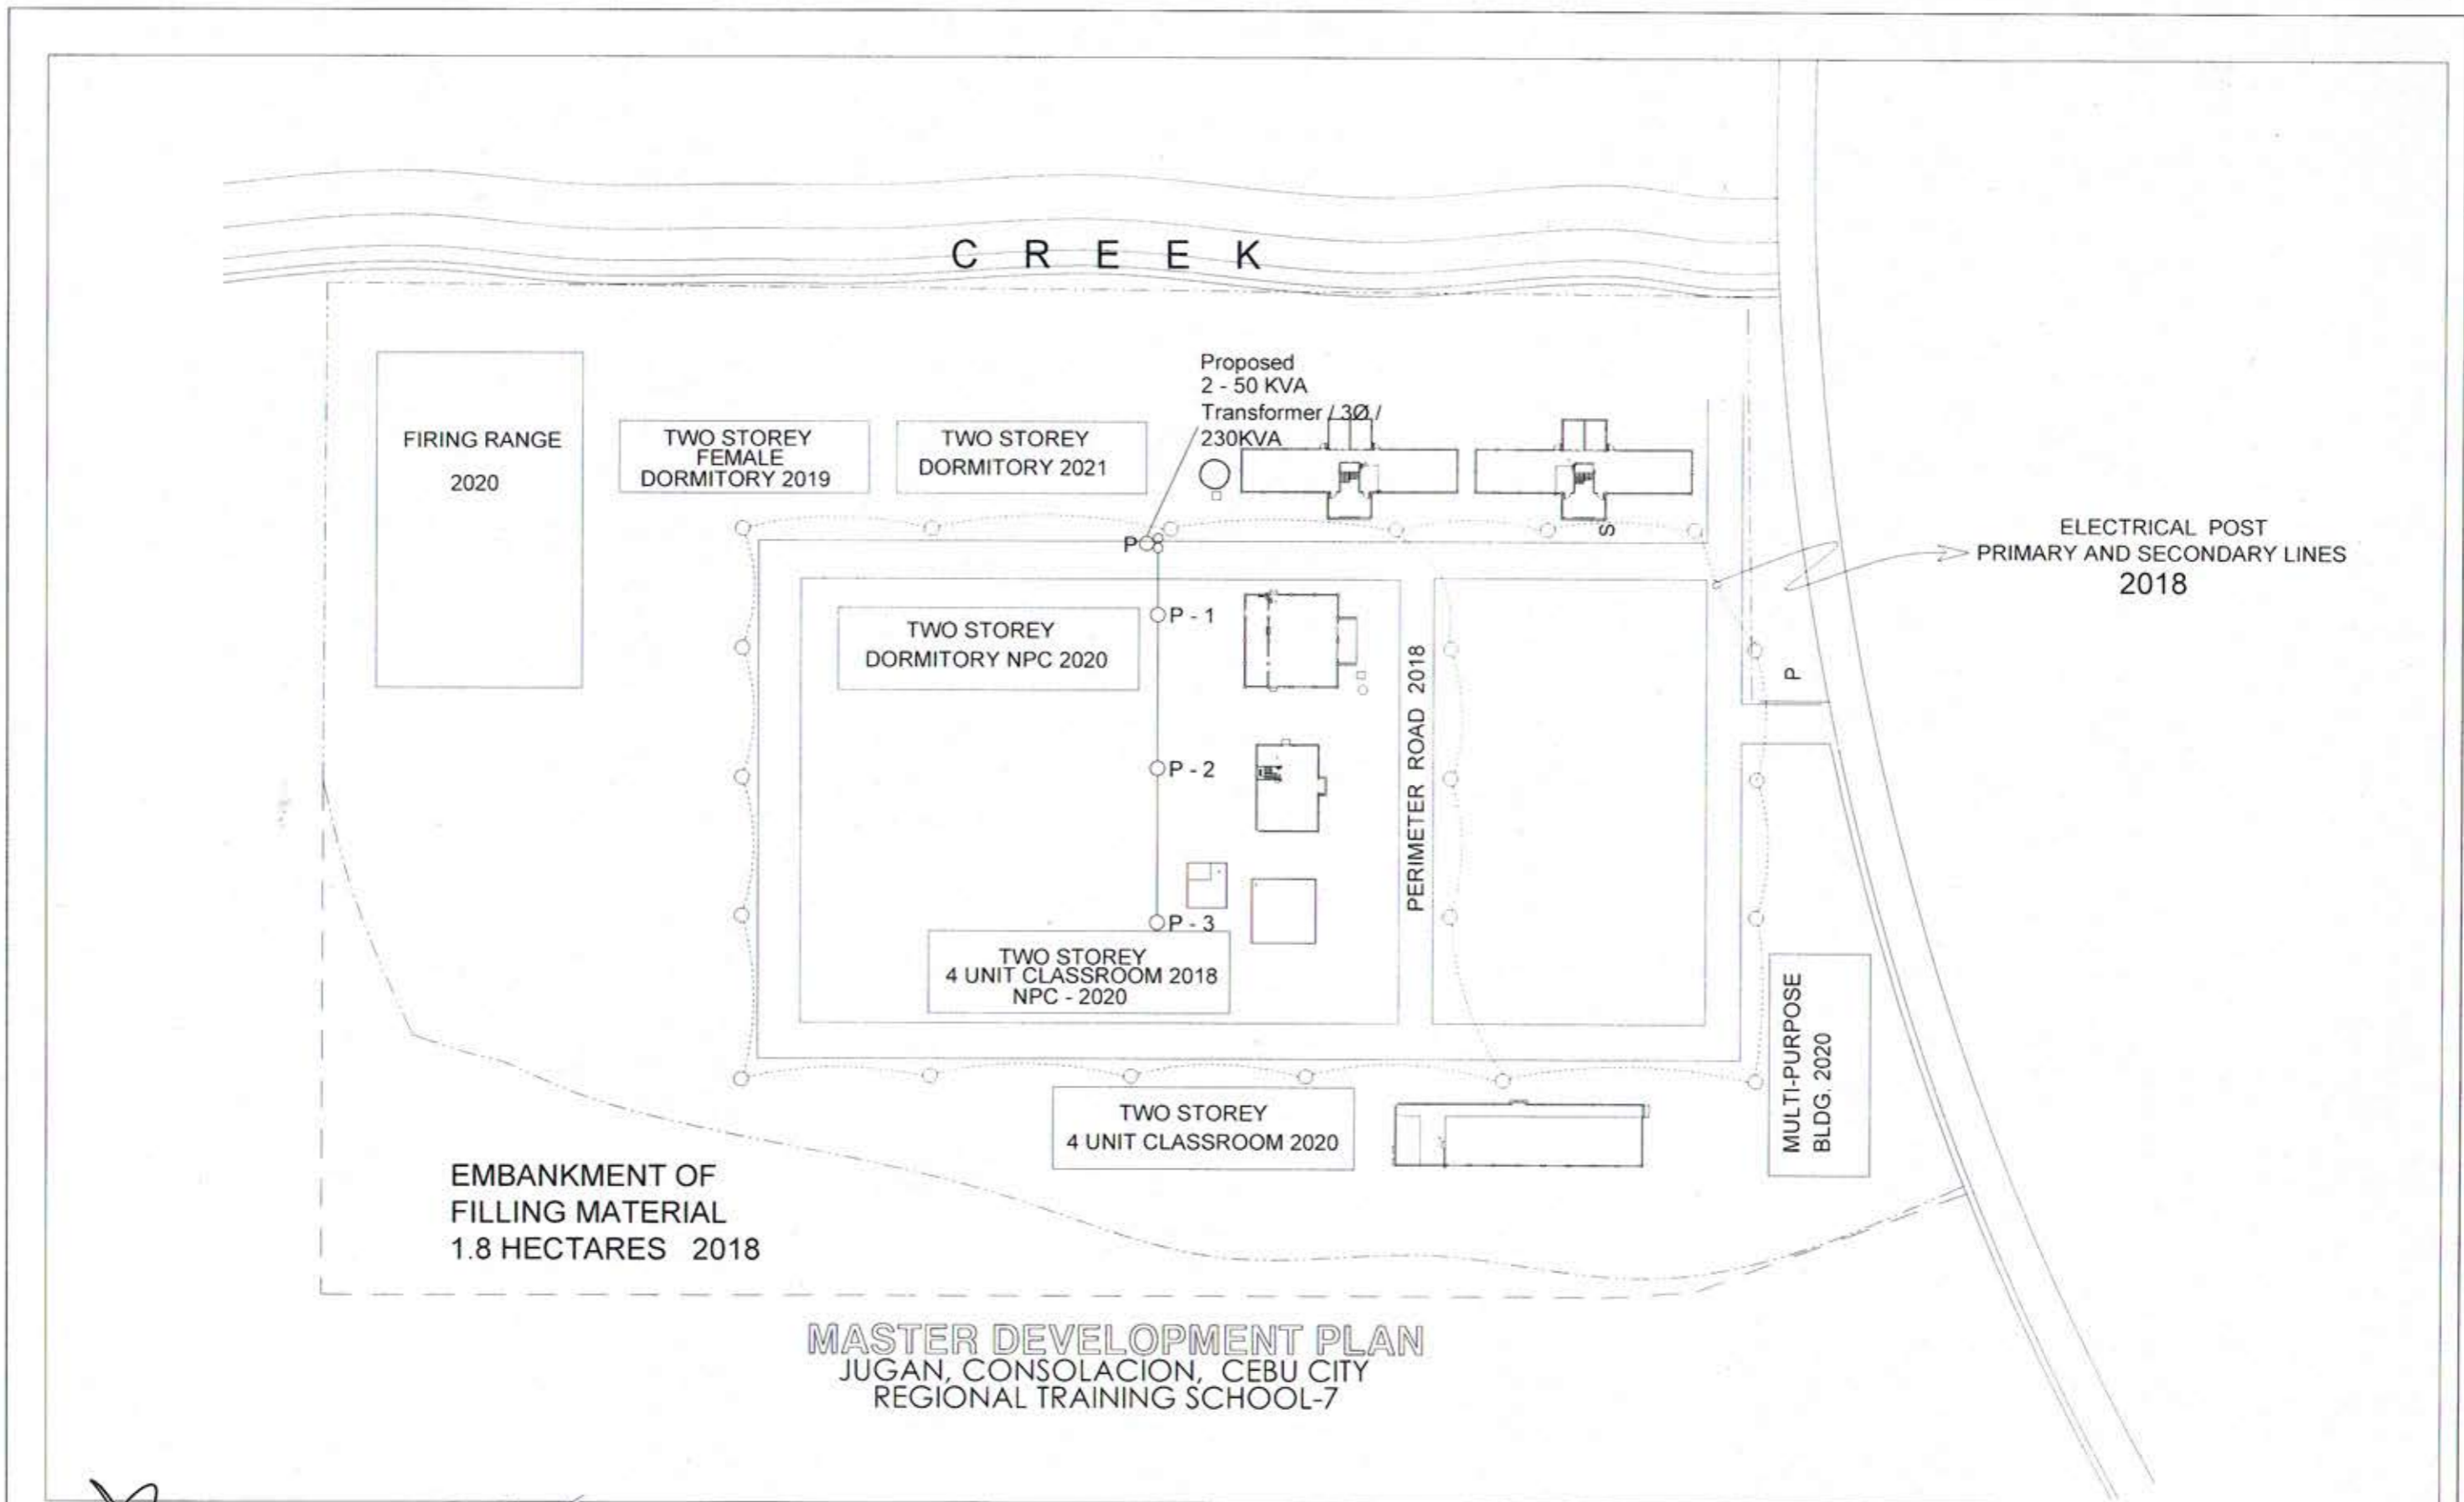 C R E E K
Proposed
2 - 50 KVA
Transformer / 3Ø /
230KVA
FIRING RANGE
2020
TWO STOREY
FEMALE
DORMITORY 2019
TWO STOREY
DORMITORY 2021
S
P
ELECTRICAL POST
PRIMARY AND SECONDARY LINES
2018
P - 1
TWO STOREY
DORMITORY NPC 2020
PERIMETER ROAD 2018
P
P - 2
P - 3
TWO STOREY
4 UNIT CLASSROOM 2018
NPC - 2020
MULTI-PURPOSE
BLDG. 2020
TWO STOREY
4 UNIT CLASSROOM 2020
EMBANKMENT OF
FILLING MATERIAL
1.8 HECTARES 2018
MASTER DEVELOPMENT PLAN
JUGAN, CONSOLACION, CEBU CITY
REGIONAL TRAINING SCHOOL-7